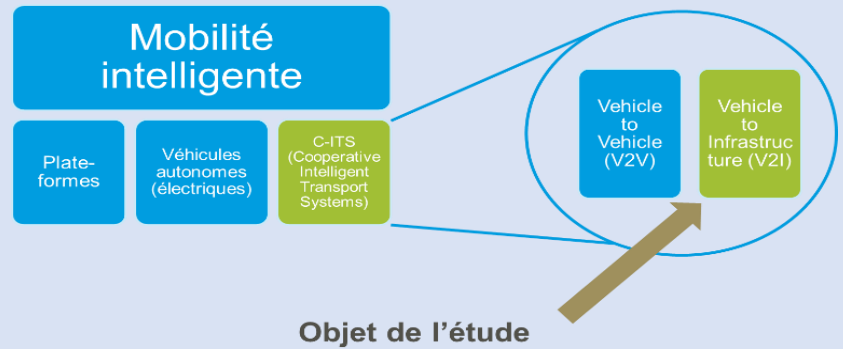 Mobilité
intelligente
Plate-
formes
Véhicules
autonomes
(électriques)
C-ITS
(Cooperative
Intelligent
Transport
Systems)
Vehicle
to
Vehicle
(V2V)
Vehicle
to
Infrastruc
ture (V2I)
Objet de l’étude